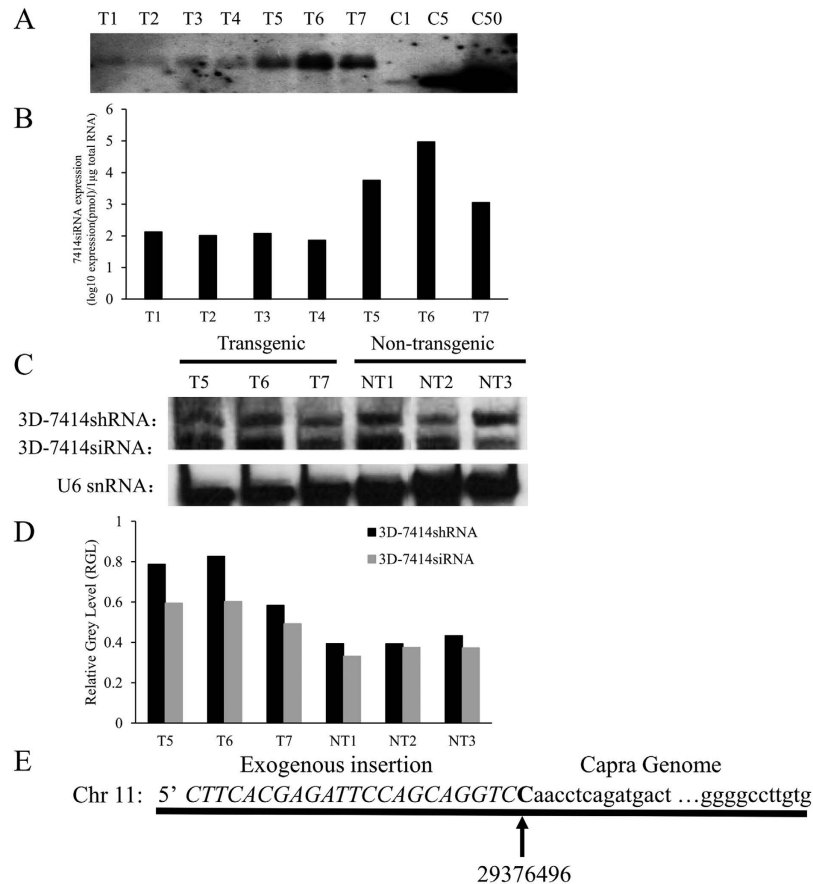 A
T1 T2 T3 T4 T5 T6 T7 C1 C5 C50
B
7414siRNA expression
(log10 expression(pmol)/1μg total RNA)
6
5
4
3
2
1
0
T1 T2 T3 T4 T5 T6 T7
Transgenic Non-transgenic
C
T5 T6 T7 NT1 NT2 NT3
3D-7414shRNA:
3D-7414siRNA:
U6 snRNA:
D
Relative Grey Level (RGL)
1
0.8
0.6
0.4
0.2
0
3D-7414shRNA
3D-7414siRNA
T5 T6 T7 NT1 NT2 NT3
E
Exogenous insertion Capra Genome
Chr 11: 5’ CTTCACGAGATTCCAGCAGGTCCaacctcagatgact …ggggccttgtg
29376496